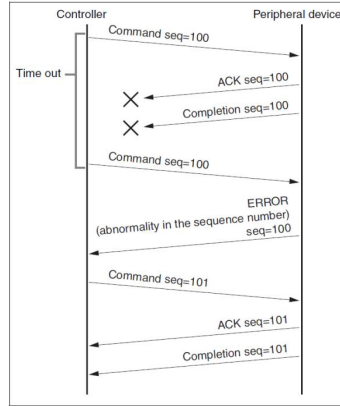 Controller
Peripheral device
Command seq=100
Time out
ACK seq=100
Completion seq=100
Command seq=100
ERROR
(abnormality in the sequence number)
seq=100
Command seq=101
ACK seq=101
Completion seq=101